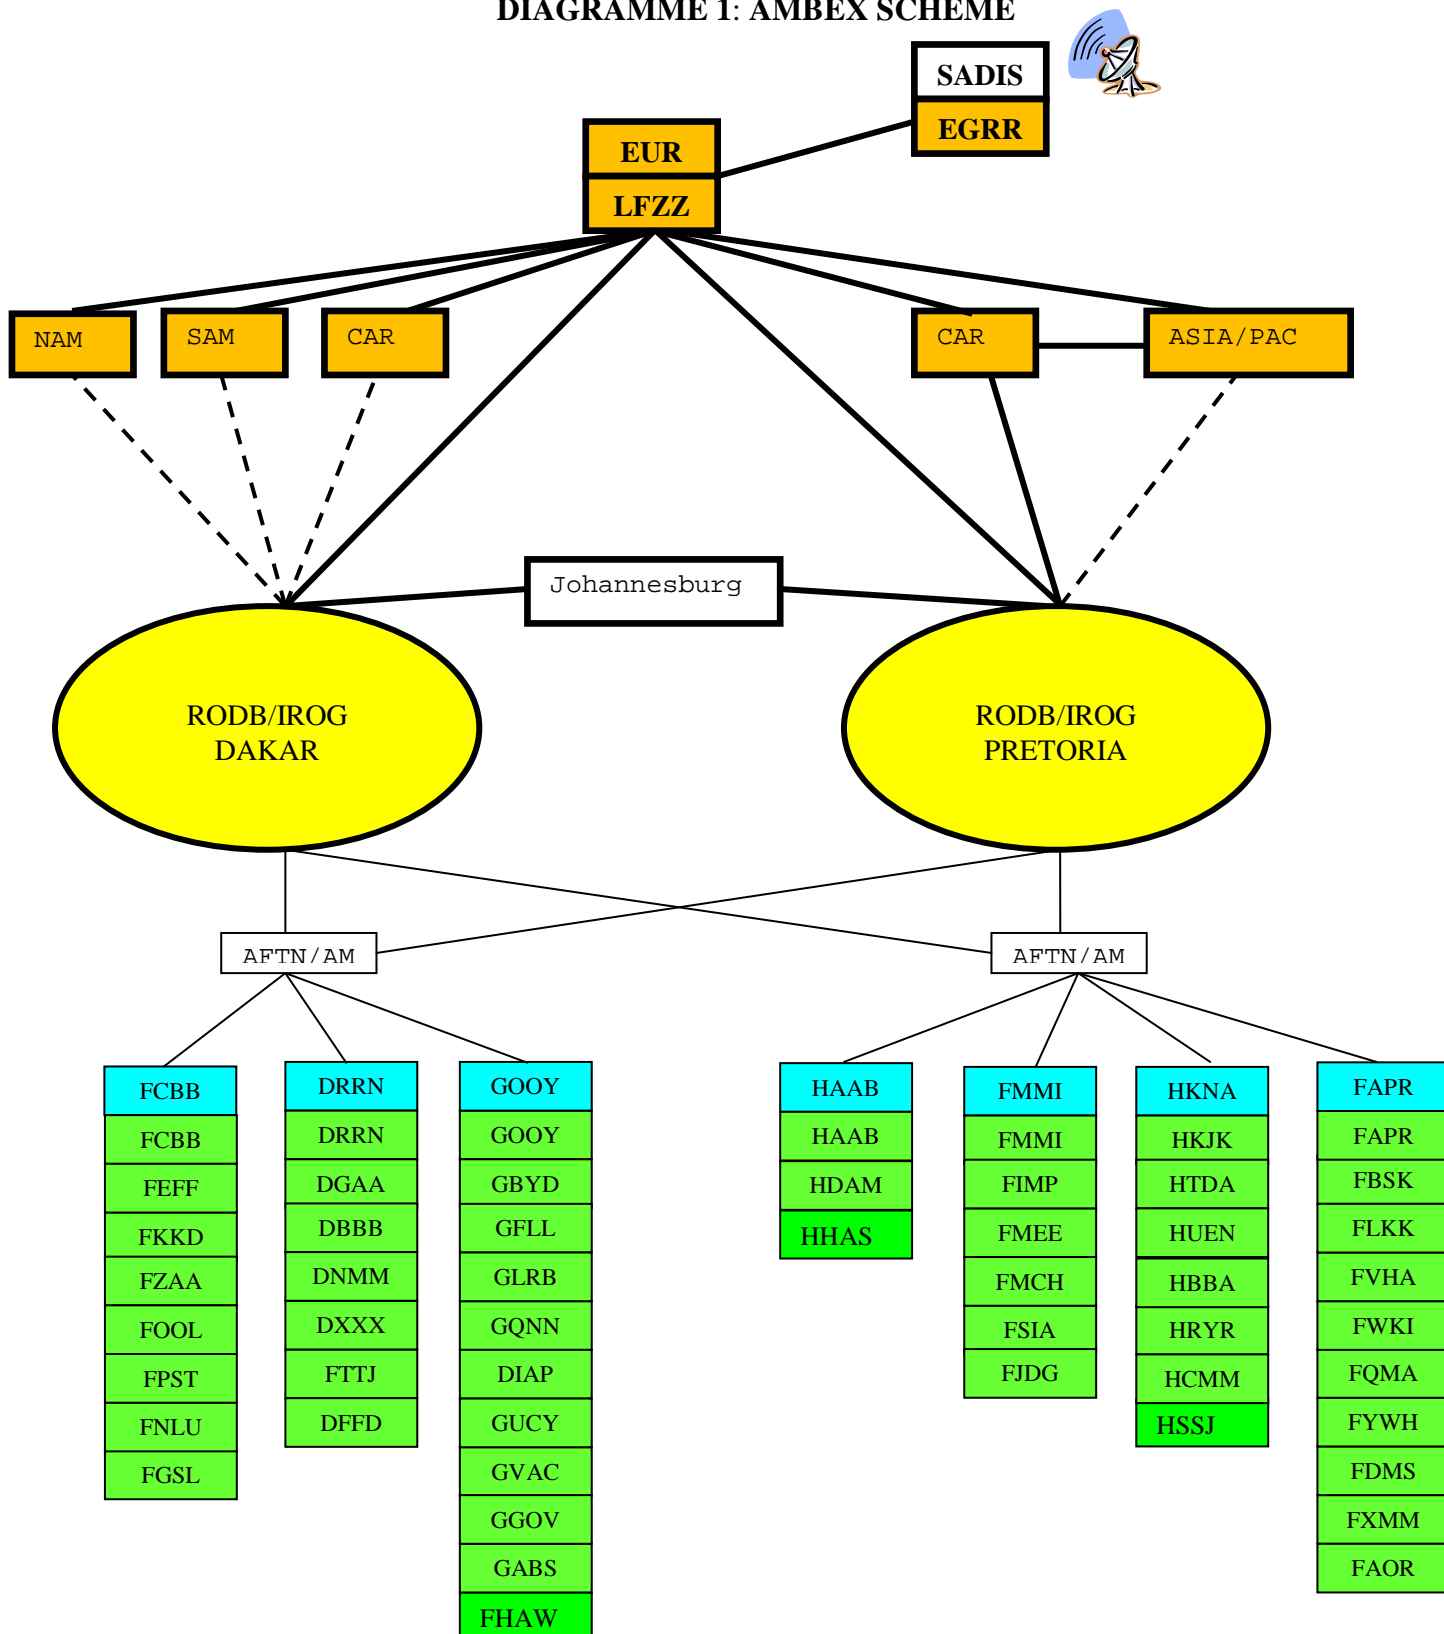 DIAGRAMME 1: AMBEX SCHEME
SADIS
EGRR
EUR
LFZZ
NAM
SAM
CAR
CAR
ASIA/PAC
Johannesburg
RODB/IROG
DAKAR
RODB/IROG
PRETORIA
AFTN/AM
AFTN/AM
FCBB
FCBB
FEFF
FKKD
FZAA
FOOL
FPST
FNLU
FGSL
DRRN
DRRN
DGAA
DBBB
DNMM
DXXX
FTTJ
DFFD
GOOY
GOOY
GBYD
GFLL
GLRB
GQNN
DIAP
GUCY
GVAC
GGOV
GABS
FHAW
HAAB
HAAB
HDAM
HHAS
FMMI
FMMI
FIMP
FMEE
FMCH
FSIA
FJDG
HKNA
HKJK
HTDA
HUEN
HBBA
HRYR
HCMM
HSSJ
FAPR
FAPR
FBSK
FLKK
FVHA
FWKI
FQMA
FYWH
FDMS
FXMM
FAOR